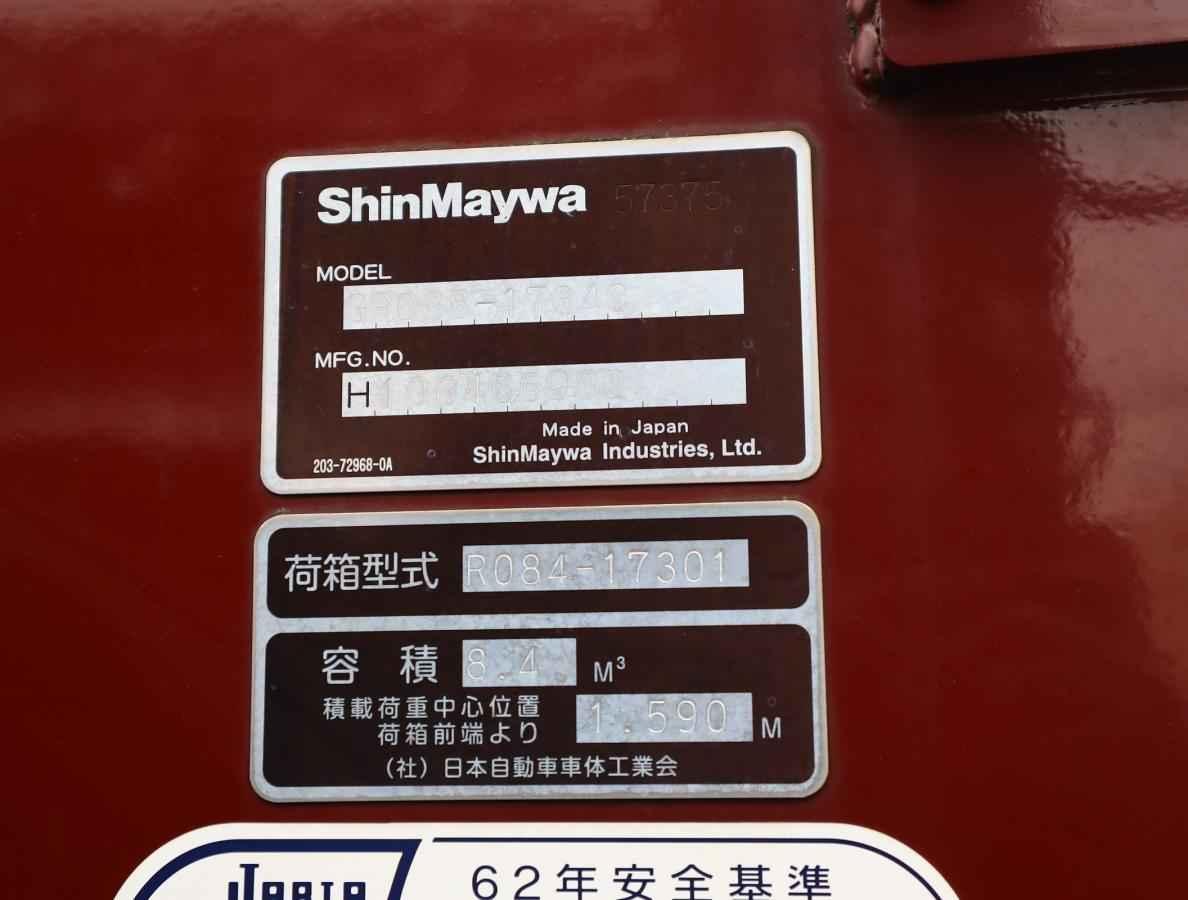 ShinMaywa 57375
MODEL
MFG.NO.
H
Made in Japan
203-72968-0A ShinMaywa Industries, Ltd.
荷箱型式 R084-17301
容積 8.4 M³
積載荷重中心位置
荷箱前端より 1.590 M
(社)日本自動車車体工業会
62年安全基準